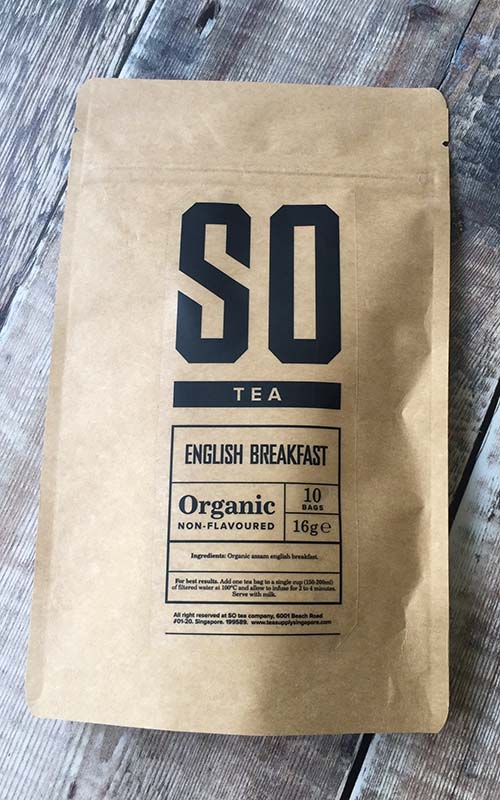 SO
TEA
ENGLISH BREAKFAST
Organic
NON-FLAVOURED
10
BAGS
16g℮
Ingredients: Organic assam english breakfast.
For best results. Add one tea bag to a single cup (150-200ml)
of filtered water at 100°C and allow to infuse for 2 to 4 minutes.
Serve with milk.
All right reserved at SO tea company, 6001 Beach Road
#01-20. Singapore. 199589. www.teasupplysingapore.com